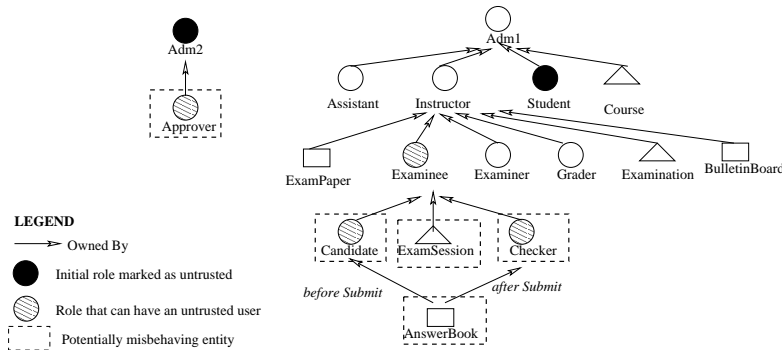 Adm1
Adm2
Assistant Instructor Student Course
Approver
ExamPaper Examinee Examiner Grader Examination BulletinBoard
LEGEND
Owned By
Candidate ExamSession Checker
Initial role marked as untrusted
before Submit after Submit
Role that can have an untrusted user
AnswerBook
Potentially misbehaving entity